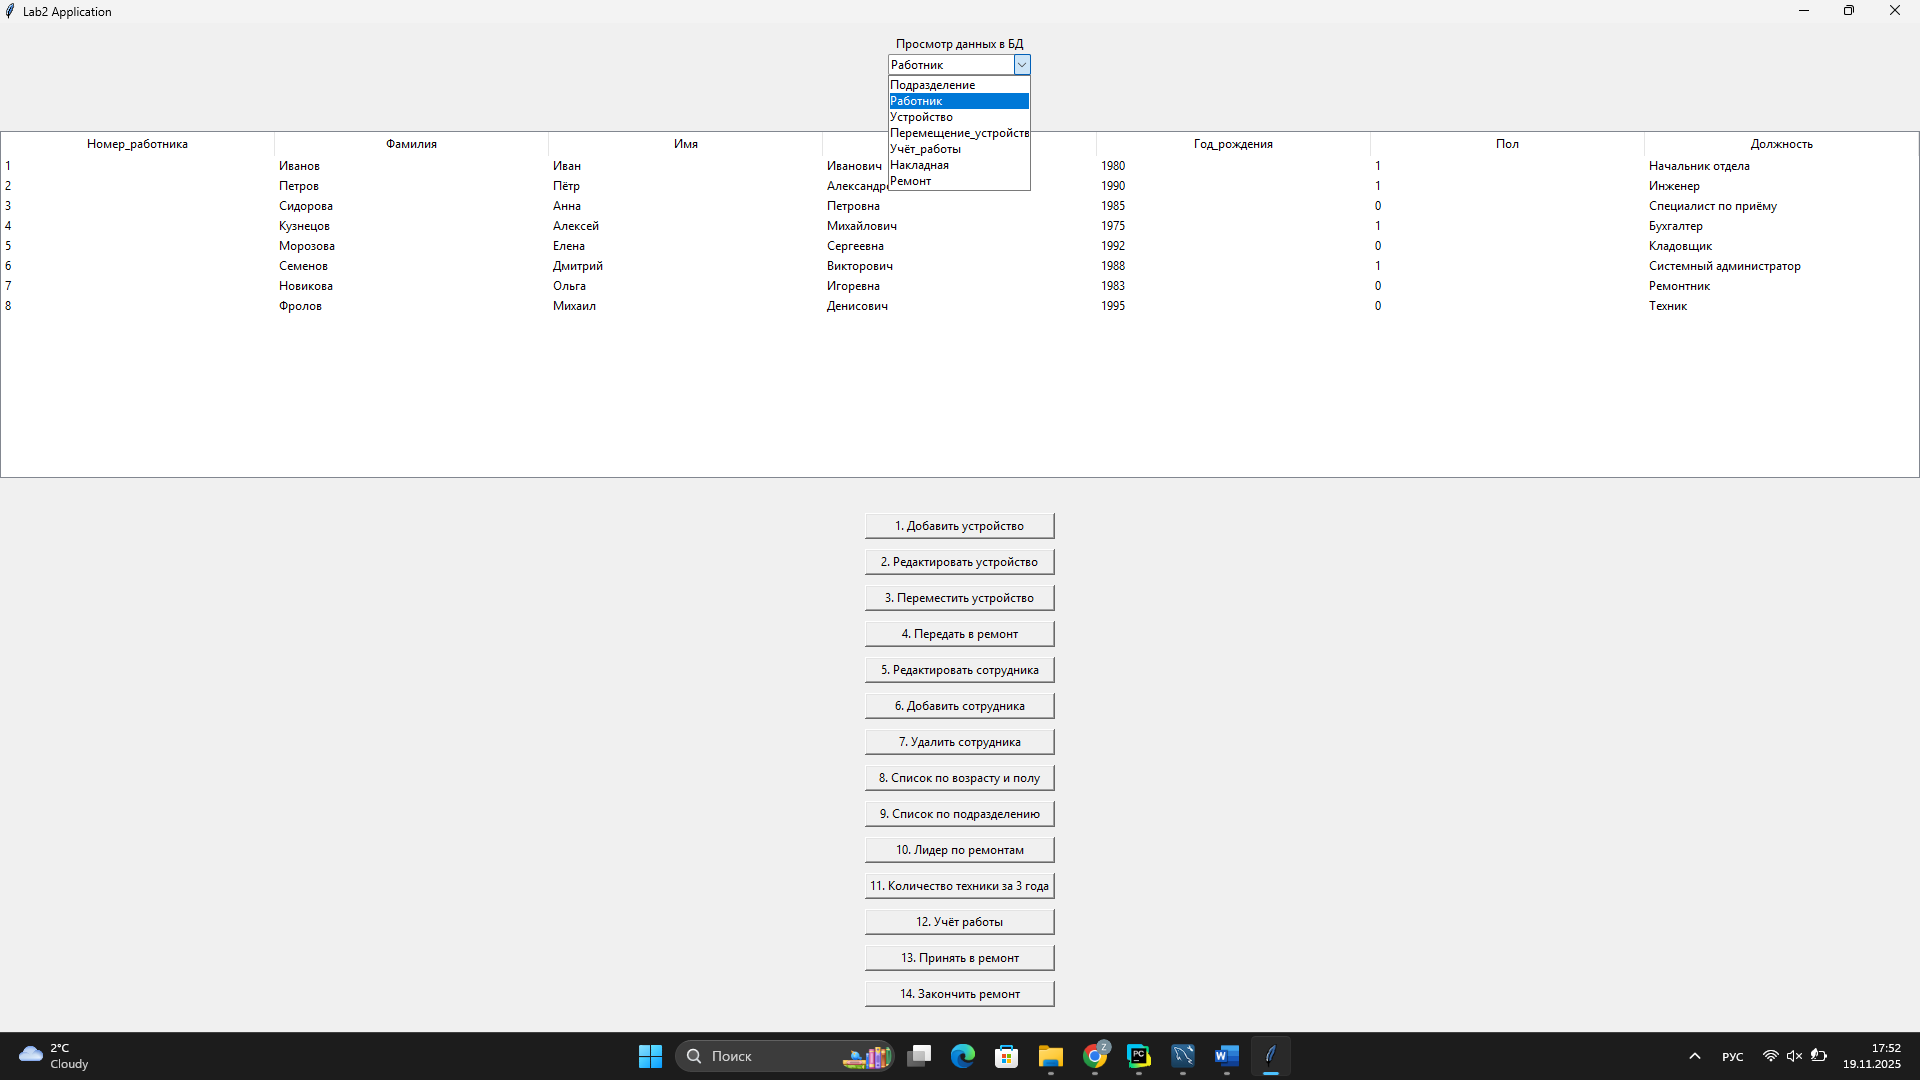 Lab2 Application
Просмотр данных в БД
Работник
Подразделение
Работник
Устройство
Перемещение_устройств
Учёт_работы
Накладная
Ремонт
Номер_работника Фамилия Имя Год_рождения Пол Должность
1 Иванов Иван Иванович 1980 1 Начальник отдела
2 Петров Пётр Александр 1990 1 Инженер
3 Сидорова Анна Петровна 1985 0 Специалист по приёму
4 Кузнецов Алексей Михайлович 1975 1 Бухгалтер
5 Морозова Елена Сергеевна 1992 0 Кладовщик
6 Семенов Дмитрий Викторович 1988 1 Системный администратор
7 Новикова Ольга Игоревна 1983 0 Ремонтник
8 Фролов Михаил Денисович 1995 0 Техник
1. Добавить устройство
2. Редактировать устройство
3. Переместить устройство
4. Передать в ремонт
5. Редактировать сотрудника
6. Добавить сотрудника
7. Удалить сотрудника
8. Список по возрасту и полу
9. Список по подразделению
10. Лидер по ремонтам
11. Количество техники за 3 года
12. Учёт работы
13. Принять в ремонт
14. Закончить ремонт
2°C
Cloudy
Поиск
Z
PC
W
РУС
17:52
19.11.2025